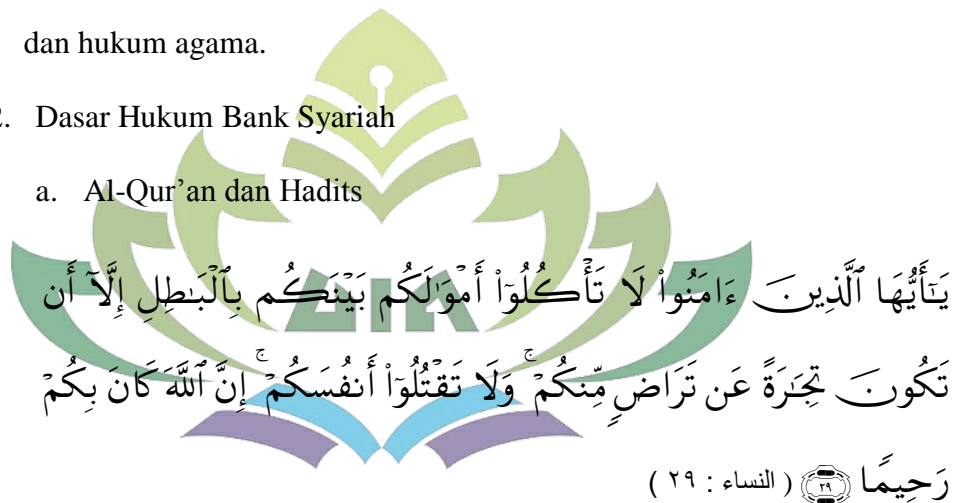 dan hukum agama.
2. Dasar Hukum Bank Syariah
a. Al-Qur’an dan Hadits
يَـٰٓأَيُّهَا ٱلَّذِينَ ءَامَنُوا۟ لَا تَأْكُلُوٓا۟ أَمْوَٰلَكُم بَيْنَكُم بِٱلْبَـٰطِلِ إِلَّآ أَن
تَكُونَ تِجَـٰرَةً عَن تَرَاضٍ مِّنكُمْ ۚ وَلَا تَقْتُلُوٓا۟ أَنفُسَكُمْ ۚ إِنَّ ٱللَّهَ كَانَ بِكُمْ
رَحِيمًا ﴿٢٩﴾ ( النساء : ٢٩ )